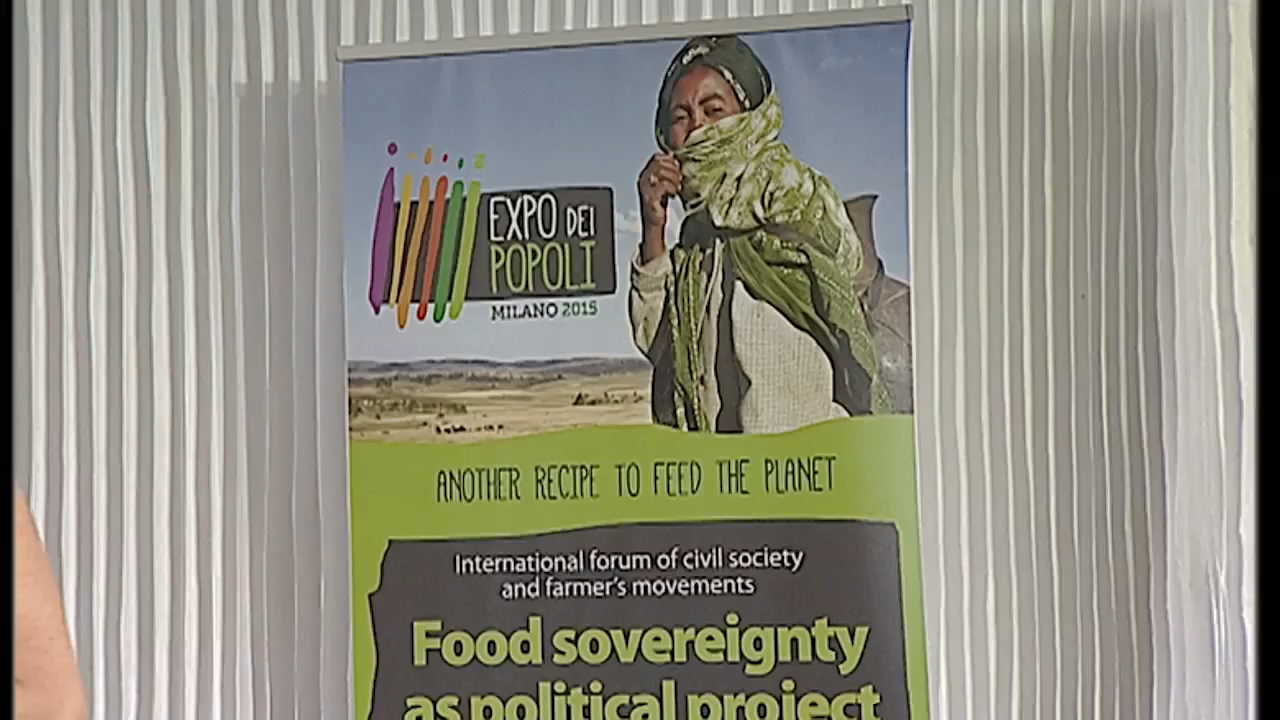 EXPO DEI
POPOLI
MILANO 2015
ANOTHER RECIPE TO FEED THE PLANET
International forum of civil society
and farmer's movements
Food sovereignty
as political project